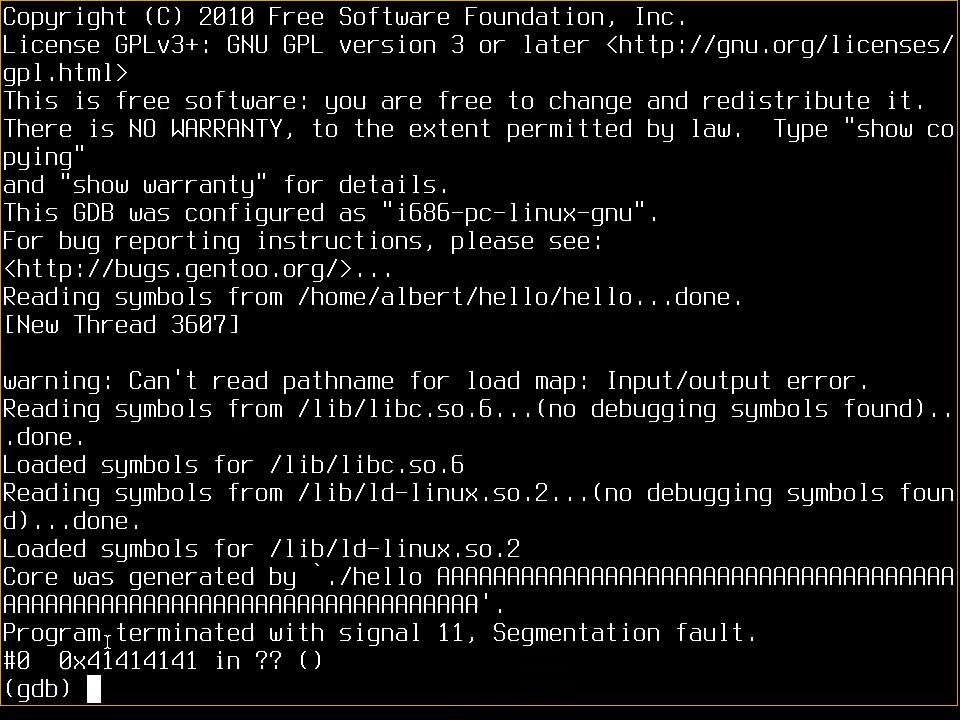 Copyright (C) 2010 Free Software Foundation, Inc.
License GPLv3+: GNU GPL version 3 or later <http://gnu.org/licenses/
gpl.html>
This is free software: you are free to change and redistribute it.
There is NO WARRANTY, to the extent permitted by law.  Type "show co
pying"
and "show warranty" for details.
This GDB was configured as "i686-pc-linux-gnu".
For bug reporting instructions, please see:
<http://bugs.gentoo.org/>...
Reading symbols from /home/albert/hello/hello...done.
[New Thread 3607]
warning: Can't read pathname for load map: Input/output error.
Reading symbols from /lib/libc.so.6...(no debugging symbols found)..
.done.
Loaded symbols for /lib/libc.so.6
Reading symbols from /lib/ld-linux.so.2...(no debugging symbols foun
d)...done.
Loaded symbols for /lib/ld-linux.so.2
Core was generated by `./hello AAAAAAAAAAAAAAAAAAAAAAAAAAAAAAAAAAAAA
AAAAAAAAAAAAAAAAAAAAAAAAAAAAAAAAAA'.
Program terminated with signal 11, Segmentation fault.
#0  0x41414141 in ?? ()
(gdb)